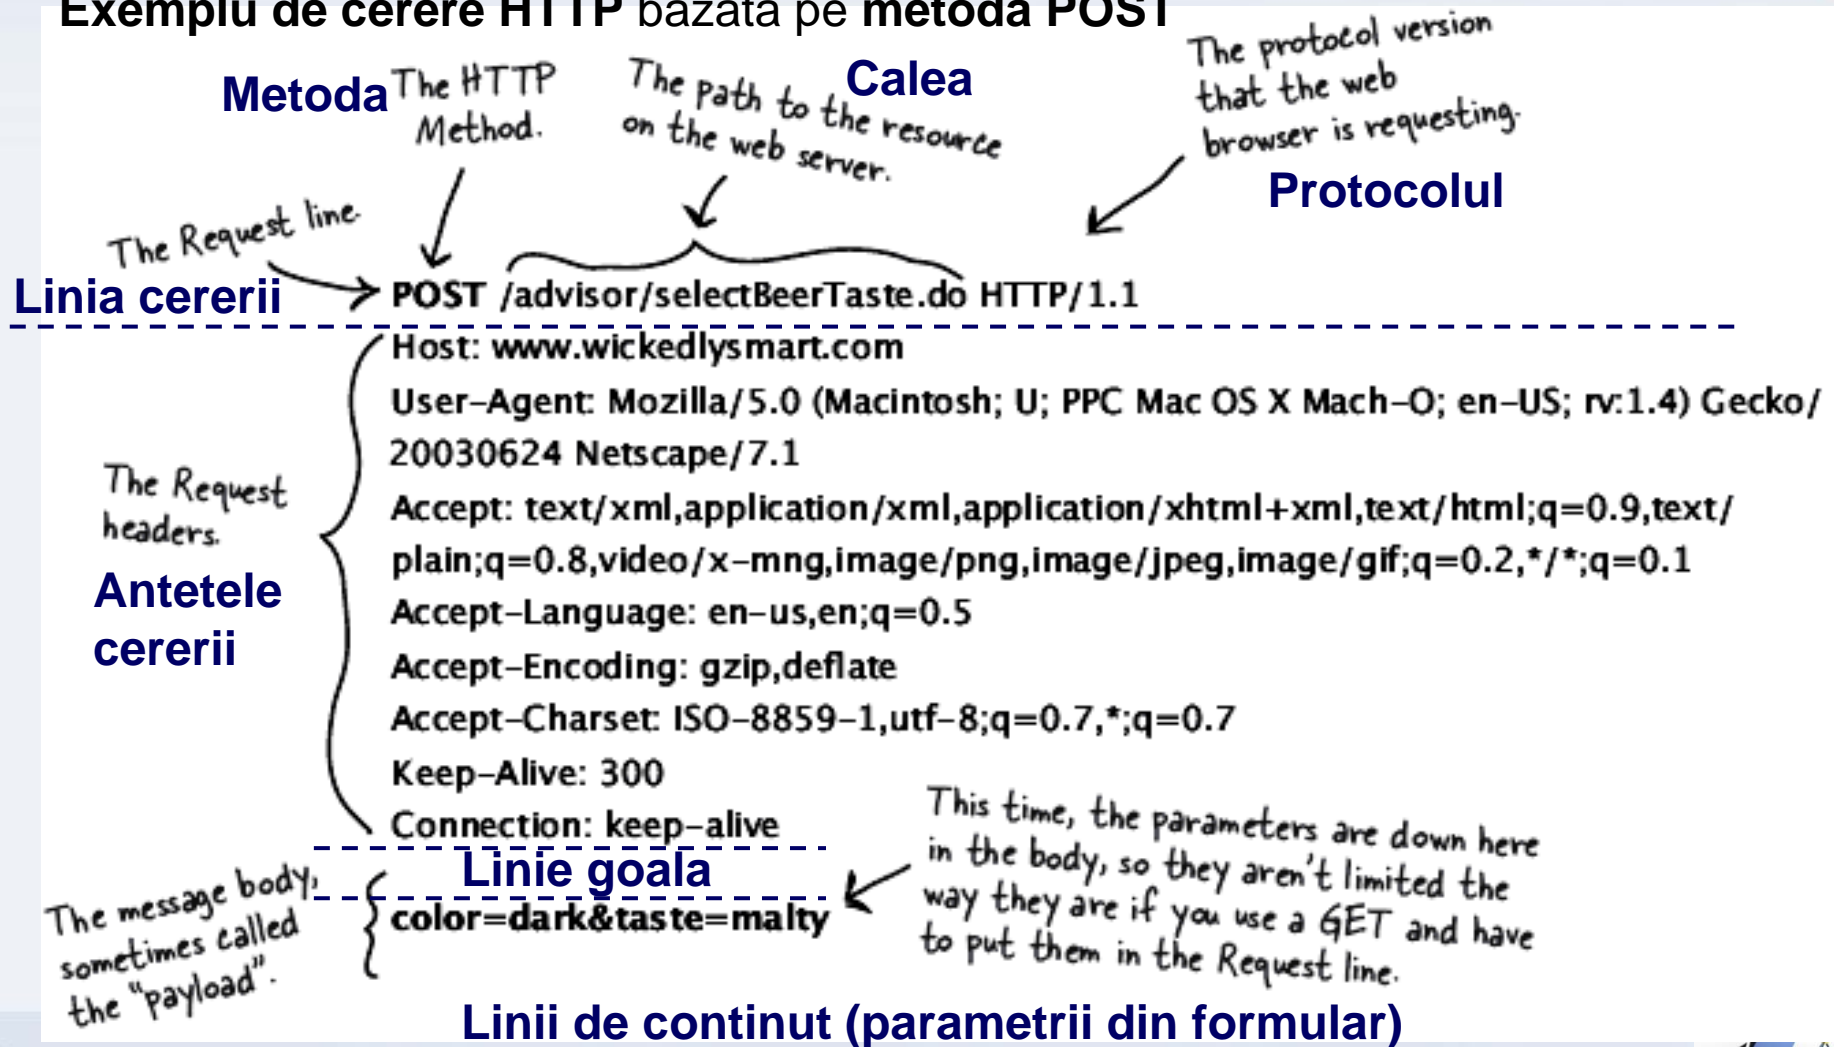 Exemplu de cerere HTTP bazata pe metoda POST
Metoda
The HTTP
Method.
The path to the resource
on the web server.
Calea
The protocol version
that the web
browser is requesting.
Protocolul
The Request line.
Linia cererii
POST /advisor/selectBeerTaste.do HTTP/1.1
Host: www.wickedlysmart.com
User-Agent: Mozilla/5.0 (Macintosh; U; PPC Mac OS X Mach-O; en-US; rv:1.4) Gecko/
20030624 Netscape/7.1
Accept: text/xml,application/xml,application/xhtml+xml,text/html;q=0.9,text/
plain;q=0.8,video/x-mng,image/png,image/jpeg,image/gif;q=0.2,*/*;q=0.1
Accept-Language: en-us,en;q=0.5
Accept-Encoding: gzip,deflate
Accept-Charset: ISO-8859-1,utf-8;q=0.7,*;q=0.7
Keep-Alive: 300
Connection: keep-alive
The Request
headers.
Antetele
cererii
Linie goala
color=dark&taste=malty
The message body,
sometimes called
the "payload".
This time, the parameters are down here
in the body, so they aren't limited the
way they are if you use a GET and have
to put them in the Request line.
Linii de continut (parametrii din formular)